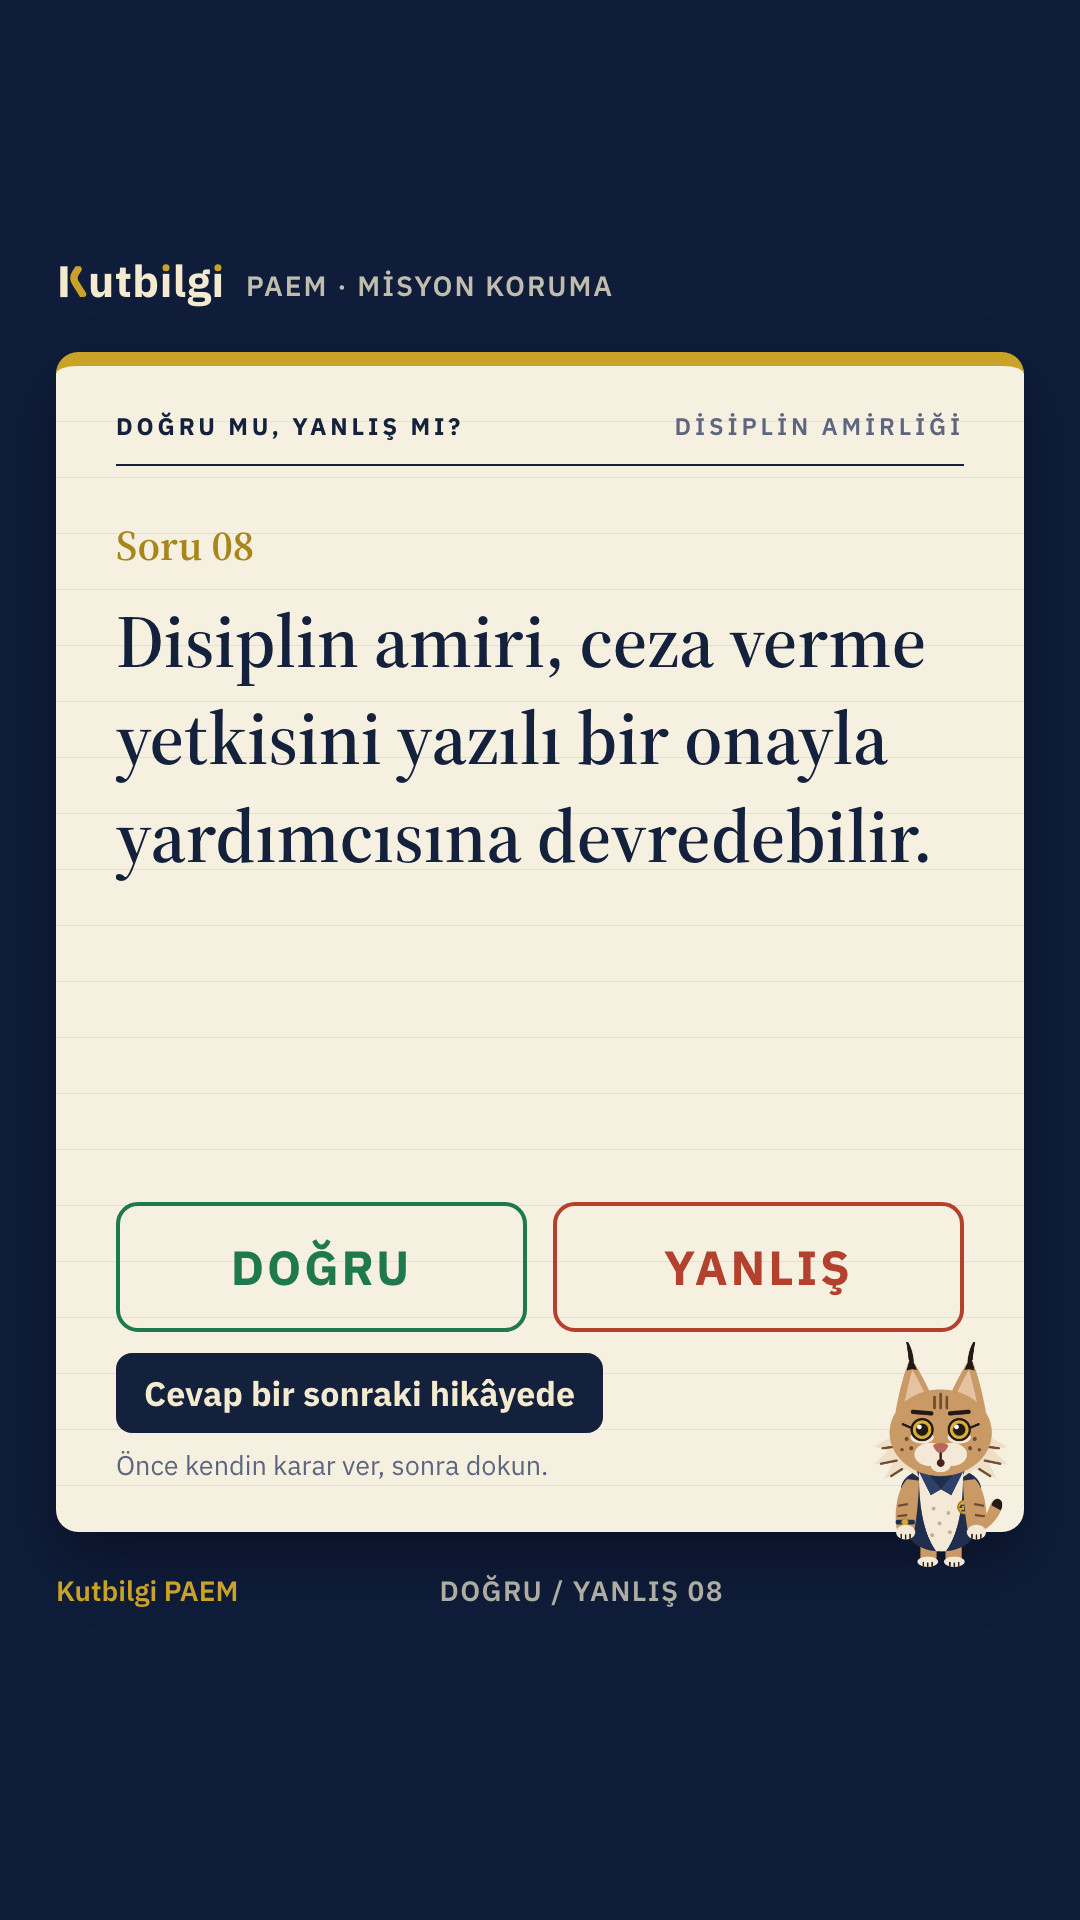 Kutbilgi PAEM · MİSYON KORUMA
DOĞRU MU, YANLIŞ MI? DİSİPLİN AMİRLİĞİ
Soru 08
Disiplin amiri, ceza verme
yetkisini yazılı bir onayla
yardımcısına devredebilir.
DOĞRU YANLIŞ
Cevap bir sonraki hikâyede
Önce kendin karar ver, sonra dokun.
Kutbilgi PAEM DOĞRU / YANLIŞ 08